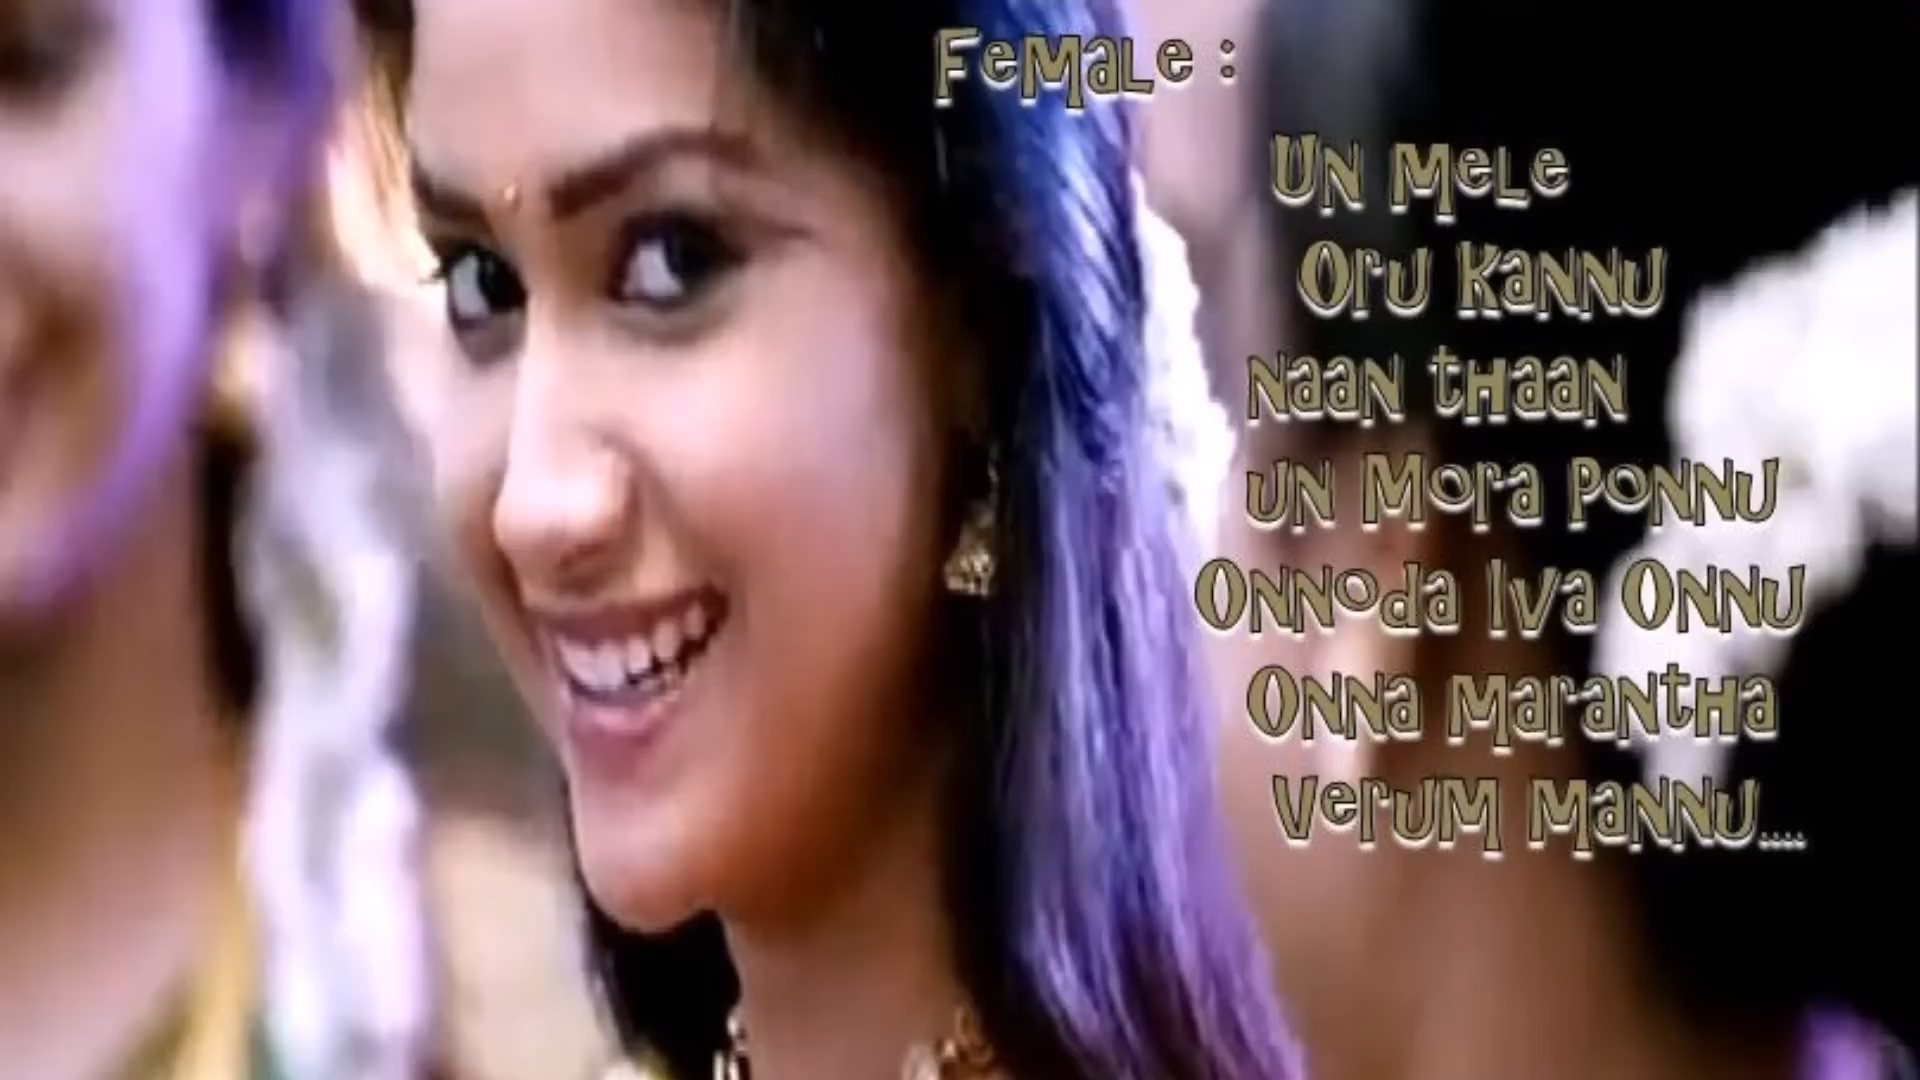 Female :
Un Mele
Oru Kannu
Naan thaan
un Mora Ponnu
Onnoda Iva Onnu
Onna Marantha
Verum Mannu....